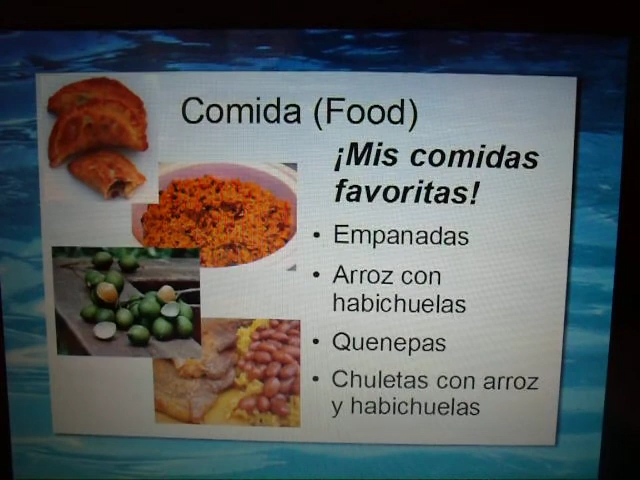 Comida (Food)
¡Mis comidas
favoritas!
• Empanadas
• Arroz con
habichuelas
• Quenepas
• Chuletas con arroz
y habichuelas